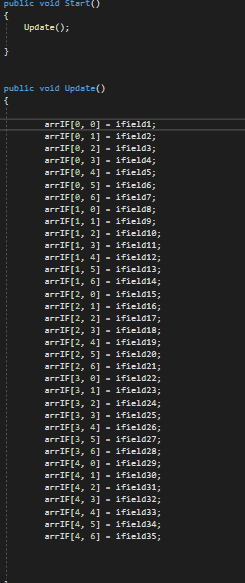 public void Start()
{
Update();
}
public void Update()
{
arrIF[0, 0] = ifield1;
arrIF[0, 1] = ifield2;
arrIF[0, 2] = ifield3;
arrIF[0, 3] = ifield4;
arrIF[0, 4] = ifield5;
arrIF[0, 5] = ifield6;
arrIF[0, 6] = ifield7;
arrIF[1, 0] = ifield8;
arrIF[1, 1] = ifield9;
arrIF[1, 2] = ifield10;
arrIF[1, 3] = ifield11;
arrIF[1, 4] = ifield12;
arrIF[1, 5] = ifield13;
arrIF[1, 6] = ifield14;
arrIF[2, 0] = ifield15;
arrIF[2, 1] = ifield16;
arrIF[2, 2] = ifield17;
arrIF[2, 3] = ifield18;
arrIF[2, 4] = ifield19;
arrIF[2, 5] = ifield20;
arrIF[2, 6] = ifield21;
arrIF[3, 0] = ifield22;
arrIF[3, 1] = ifield23;
arrIF[3, 2] = ifield24;
arrIF[3, 3] = ifield25;
arrIF[3, 4] = ifield26;
arrIF[3, 5] = ifield27;
arrIF[3, 6] = ifield28;
arrIF[4, 0] = ifield29;
arrIF[4, 1] = ifield30;
arrIF[4, 2] = ifield31;
arrIF[4, 3] = ifield32;
arrIF[4, 4] = ifield33;
arrIF[4, 5] = ifield34;
arrIF[4, 6] = ifield35;